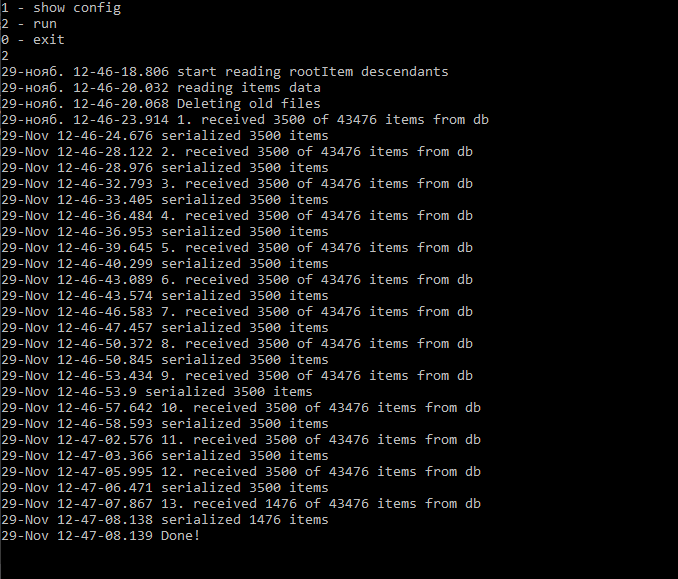 1 - show config
2 - run
0 - exit
2
29-нояб. 12-46-18.806 start reading rootItem descendants
29-нояб. 12-46-20.032 reading items data
29-нояб. 12-46-20.068 Deleting old files
29-нояб. 12-46-23.914 1. received 3500 of 43476 items from db
29-Nov 12-46-24.676 serialized 3500 items
29-Nov 12-46-28.122 2. received 3500 of 43476 items from db
29-Nov 12-46-28.976 serialized 3500 items
29-Nov 12-46-32.793 3. received 3500 of 43476 items from db
29-Nov 12-46-33.405 serialized 3500 items
29-Nov 12-46-36.484 4. received 3500 of 43476 items from db
29-Nov 12-46-36.953 serialized 3500 items
29-Nov 12-46-39.645 5. received 3500 of 43476 items from db
29-Nov 12-46-40.299 serialized 3500 items
29-Nov 12-46-43.089 6. received 3500 of 43476 items from db
29-Nov 12-46-43.574 serialized 3500 items
29-Nov 12-46-46.583 7. received 3500 of 43476 items from db
29-Nov 12-46-47.457 serialized 3500 items
29-Nov 12-46-50.372 8. received 3500 of 43476 items from db
29-Nov 12-46-50.845 serialized 3500 items
29-Nov 12-46-53.434 9. received 3500 of 43476 items from db
29-Nov 12-46-53.9 serialized 3500 items
29-Nov 12-46-57.642 10. received 3500 of 43476 items from db
29-Nov 12-46-58.593 serialized 3500 items
29-Nov 12-47-02.576 11. received 3500 of 43476 items from db
29-Nov 12-47-03.366 serialized 3500 items
29-Nov 12-47-05.995 12. received 3500 of 43476 items from db
29-Nov 12-47-06.471 serialized 3500 items
29-Nov 12-47-07.867 13. received 1476 of 43476 items from db
29-Nov 12-47-08.138 serialized 1476 items
29-Nov 12-47-08.139 Done!